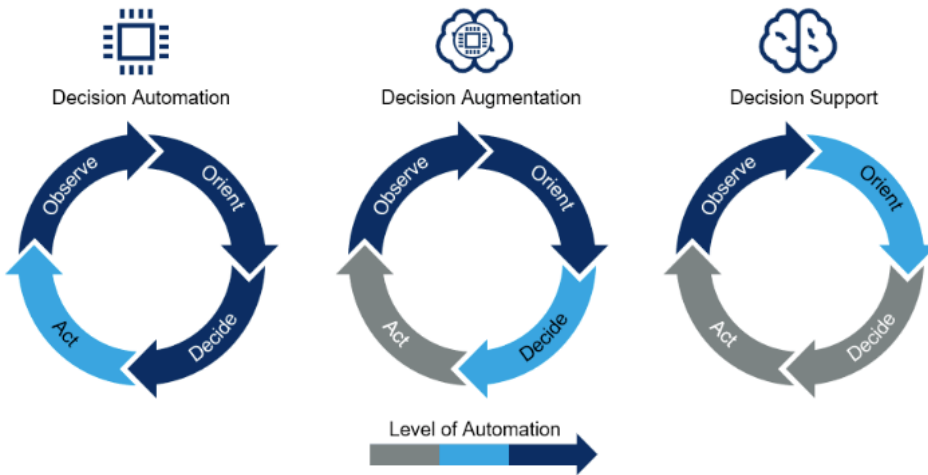 Decision Automation
Observe
Orient
Decide
Act
Decision Augmentation
Observe
Orient
Decide
Act
Decision Support
Observe
Orient
Decide
Act
Level of Automation